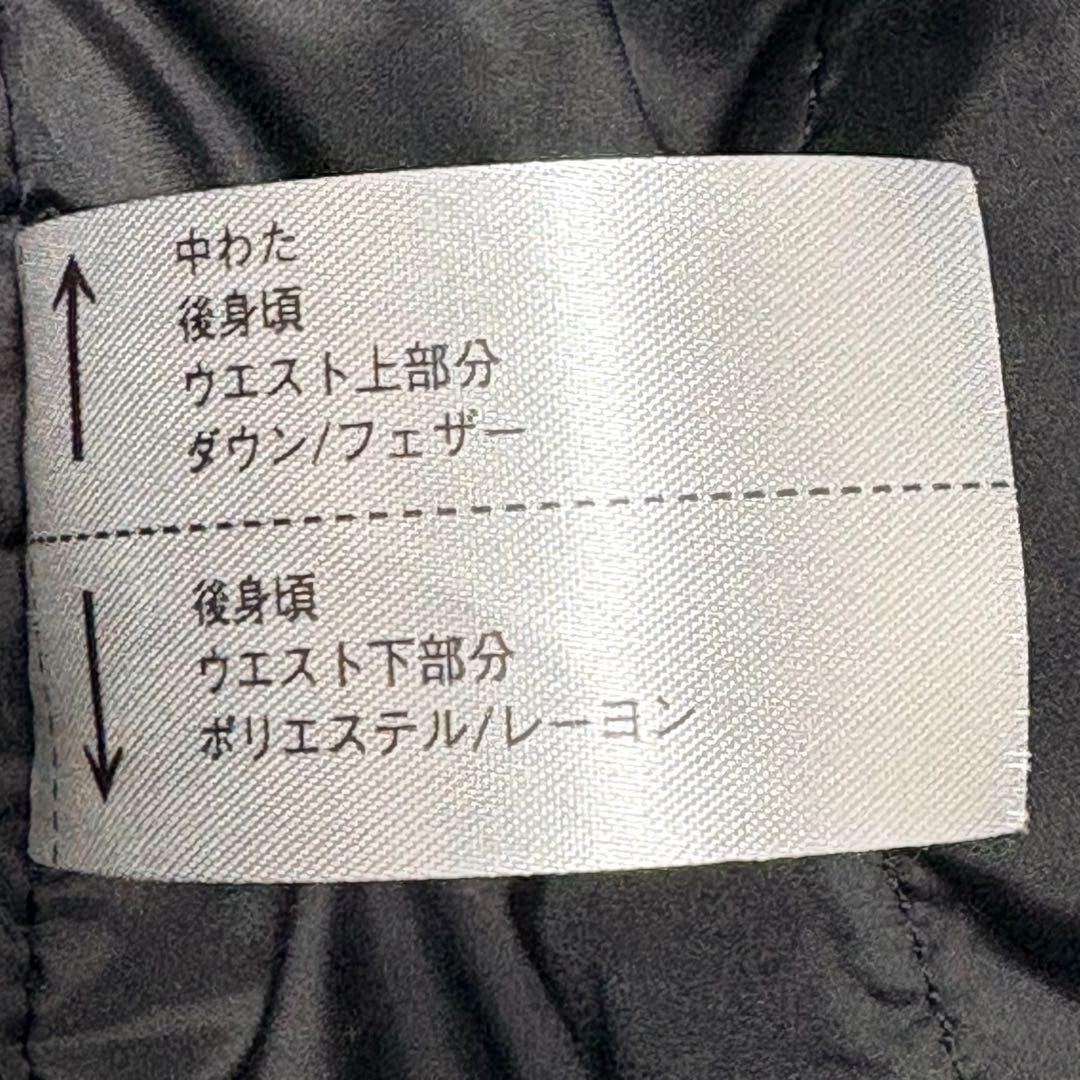 中わた
後身頃
ウエスト上部分
ダウン/フェザー
後身頃
ウエスト下部分
ポリエステル/レーヨン